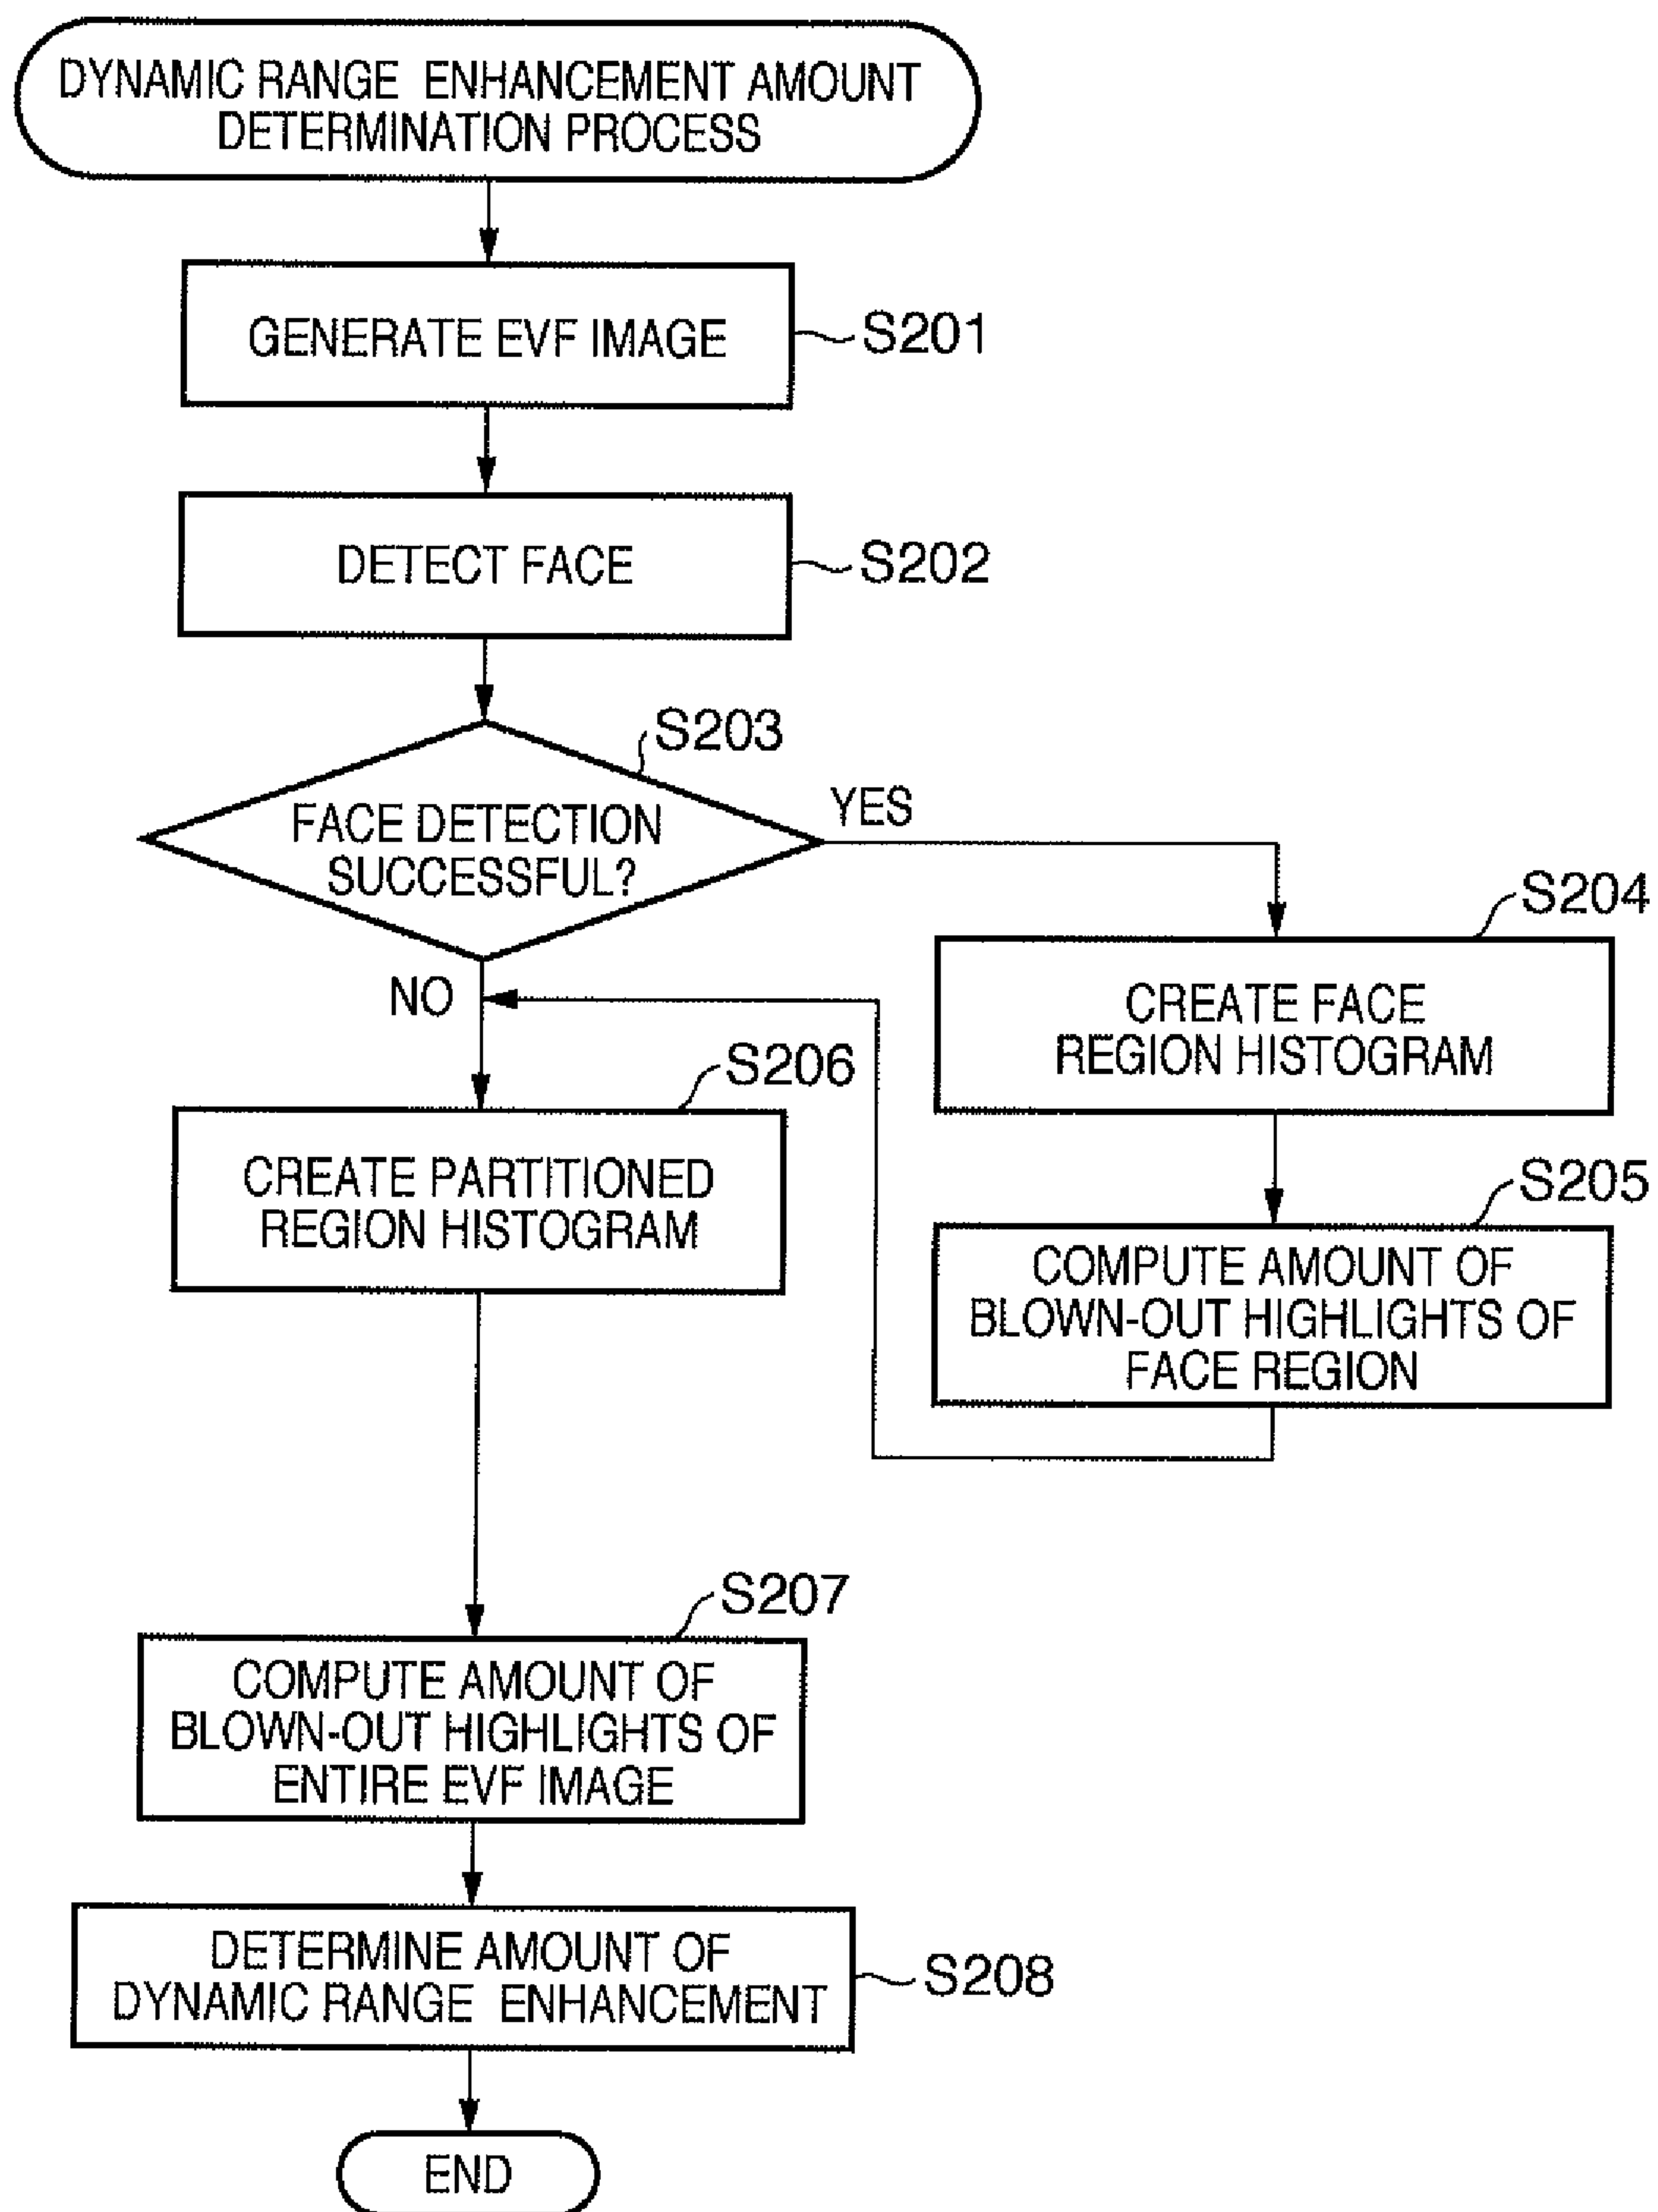 DYNAMIC RANGE ENHANCEMENT AMOUNT
DETERMINATION PROCESS
GENERATE EVF IMAGE
S201
DETECT FACE
S202
S203
FACE DETECTION
SUCCESSFUL?
YES
NO
S204
CREATE FACE
REGION HISTOGRAM
S205
COMPUTE AMOUNT OF
BLOWN-OUT HIGHLIGHTS OF
FACE REGION
S206
CREATE PARTITIONED
REGION HISTOGRAM
S207
COMPUTE AMOUNT OF
BLOWN-OUT HIGHLIGHTS OF
ENTIRE EVF IMAGE
DETERMINE AMOUNT OF
DYNAMIC RANGE ENHANCEMENT
S208
END